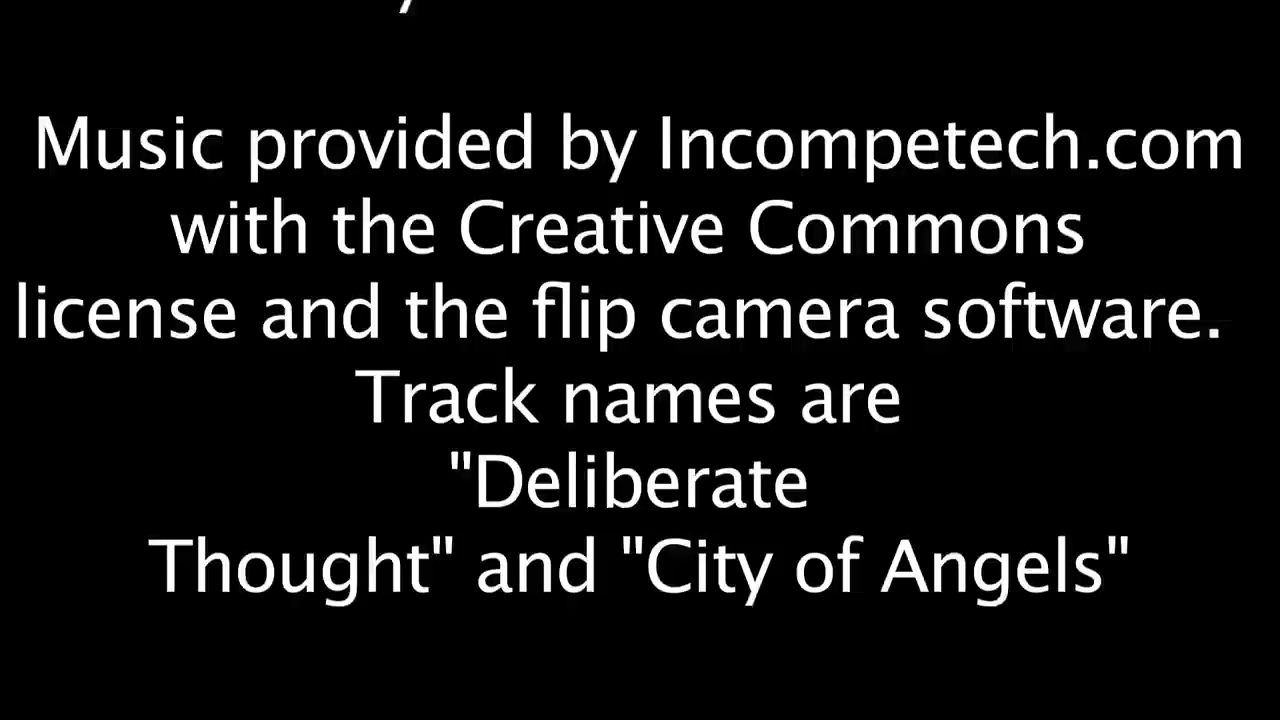 Music provided by Incompetech.com
with the Creative Commons
license and the flip camera software.
Track names are
"Deliberate
Thought" and "City of Angels"